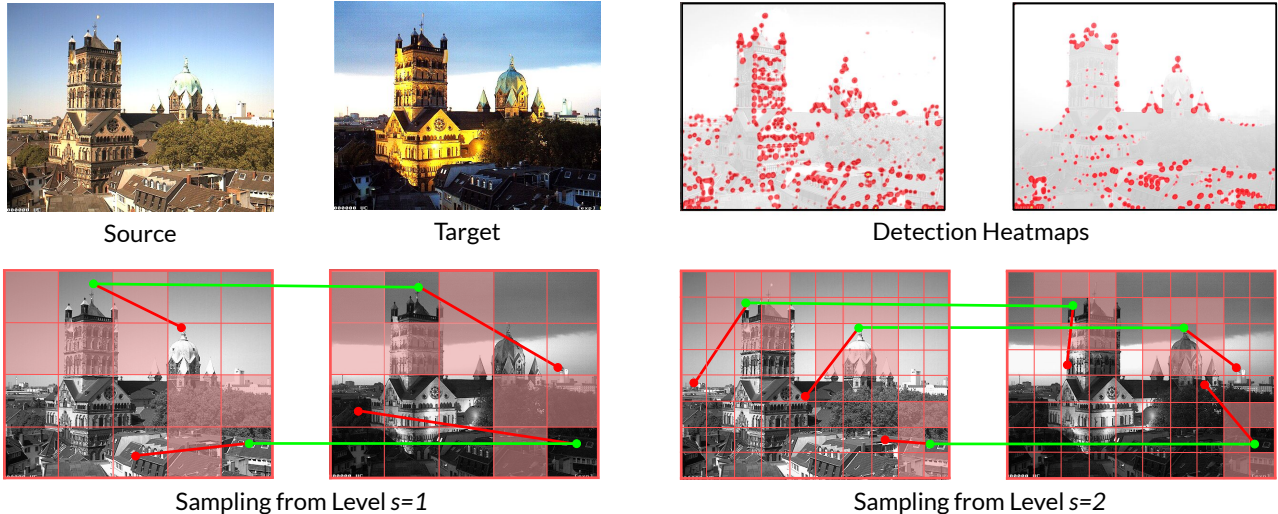 Source
Target
Detection Heatmaps
Sampling from Level s=1
Sampling from Level s=2